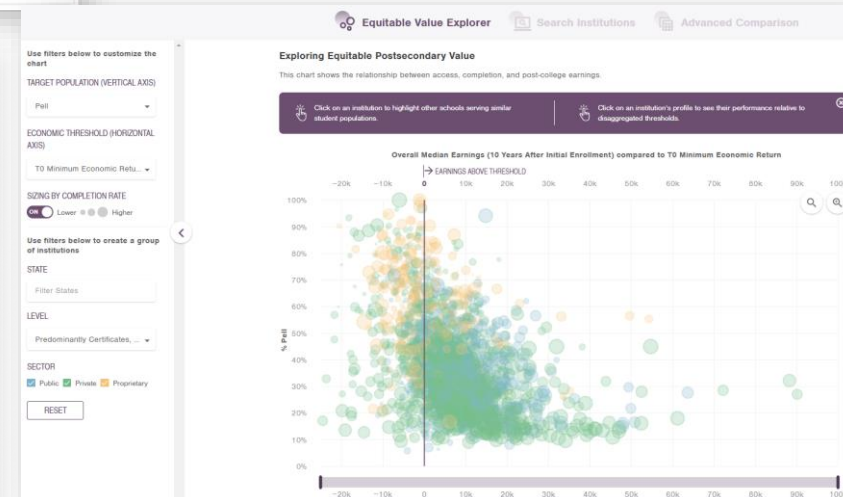 Equitable Value Explorer
Search Institutions
Advanced Comparison
Use filters below to customize the
chart
TARGET POPULATION (VERTICAL AXIS)
Pell
ECONOMIC THRESHOLD (HORIZONTAL
AXIS)
T0 Minimum Economic Retu...
SIZING BY COMPLETION RATE
ON Lower Higher
Use filters below to create a group
of institutions
STATE
Filter States
LEVEL
Predominantly Certificates, ...
SECTOR
Public Private Proprietary
RESET
Exploring Equitable Postsecondary Value
This chart shows the relationship between access, completion, and post-college earnings.
Click on an institution to highlight other schools serving similar
student populations.
Click on an institution's profile to see their performance relative to
disaggregated thresholds.
Overall Median Earnings (10 Years After Initial Enrollment) compared to T0 Minimum Economic Return
EARNINGS ABOVE THRESHOLD
-20k -10k 0 10k 20k 30k 40k 50k 60k 70k 80k 90k 100
100%
90%
80%
70%
60%
50%
40%
30%
20%
10%
0%
% Pell
-20k -10k 0 10k 20k 30k 40k 50k 60k 70k 80k 90k 100